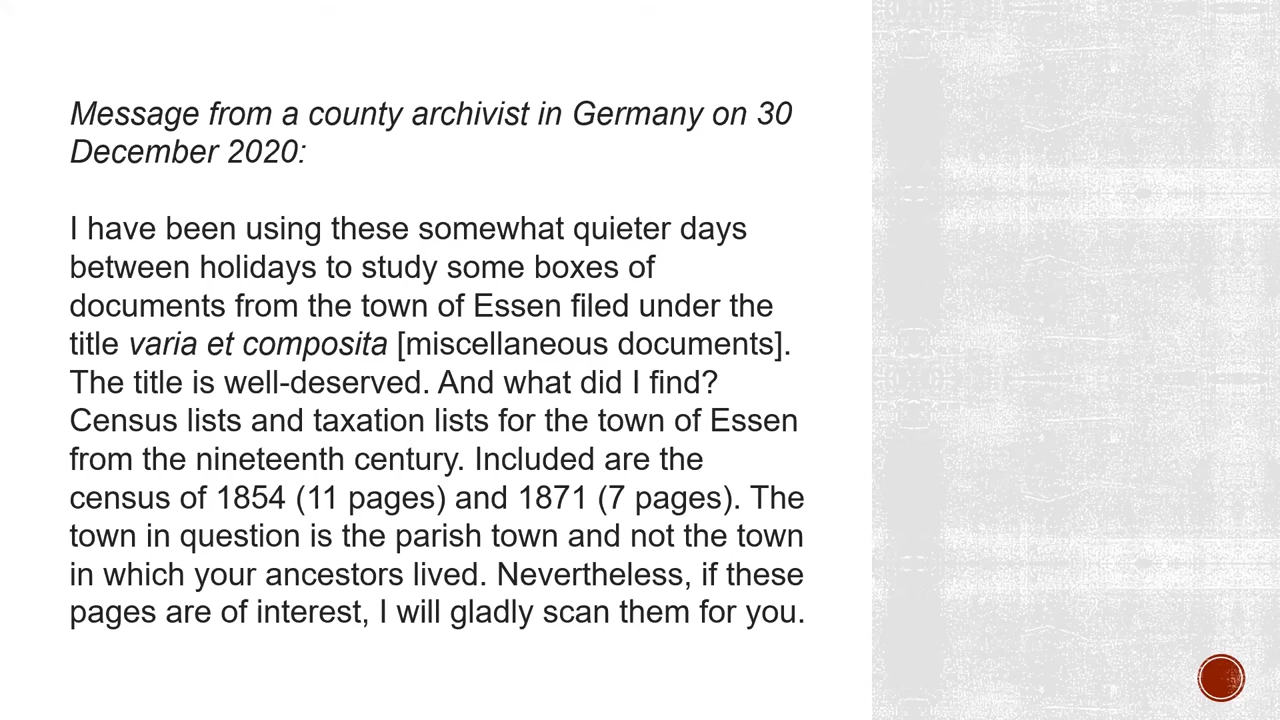 Message from a county archivist in Germany on 30
December 2020:
I have been using these somewhat quieter days
between holidays to study some boxes of
documents from the town of Essen filed under the
title varia et composita [miscellaneous documents].
The title is well-deserved. And what did I find?
Census lists and taxation lists for the town of Essen
from the nineteenth century. Included are the
census of 1854 (11 pages) and 1871 (7 pages). The
town in question is the parish town and not the town
in which your ancestors lived. Nevertheless, if these
pages are of interest, I will gladly scan them for you.